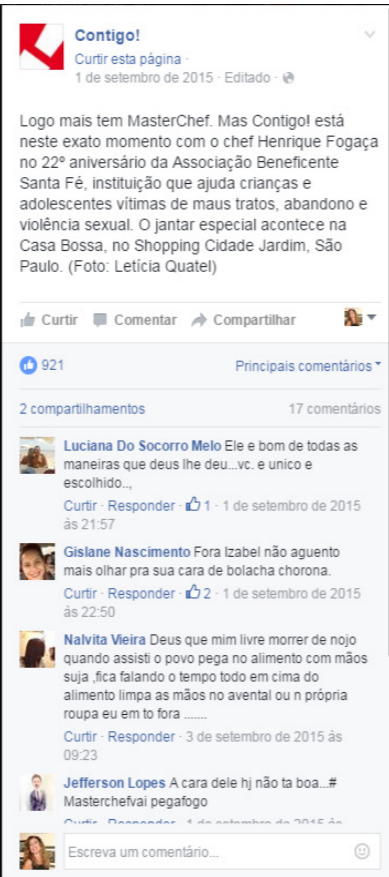 Contigo!
Curtir esta página ·
1 de setembro de 2015 · Editado ·
Logo mais tem MasterChef. Mas Contigo! está
neste exato momento com o chef Henrique Fogaça
no 22º aniversário da Associação Beneficente
Santa Fé, instituição que ajuda crianças e
adolescentes vítimas de maus tratos, abandono e
violência sexual. O jantar especial acontece na
Casa Bossa, no Shopping Cidade Jardim, São
Paulo. (Foto: Letícia Quatel)
Curtir Comentar Compartilhar
921 Principais comentários
2 compartilhamentos 17 comentários
Luciana Do Socorro Melo Ele e bom de todas as
maneiras que deus lhe deu...vc. e unico e
escolhido..,
Curtir · Responder · 1 · 1 de setembro de 2015
às 21:57
Gislane Nascimento Fora Izabel não aguento
mais olhar pra sua cara de bolacha chorona.
Curtir · Responder · 2 · 1 de setembro de 2015
às 22:50
Nalvita Vieira Deus que mim livre morrer de nojo
quando assisti o povo pega no alimento com mãos
suja ,fica falando o tempo todo em cima do
alimento limpa as mãos no avental ou n própria
roupa eu em to fora .......
Curtir · Responder · 3 de setembro de 2015 às
09:23
Jefferson Lopes A cara dele hj não ta boa...#
Masterchefvai pegafogo
Curtir · Responder · 1 de setembro de 2015 às
Escreva um comentário...